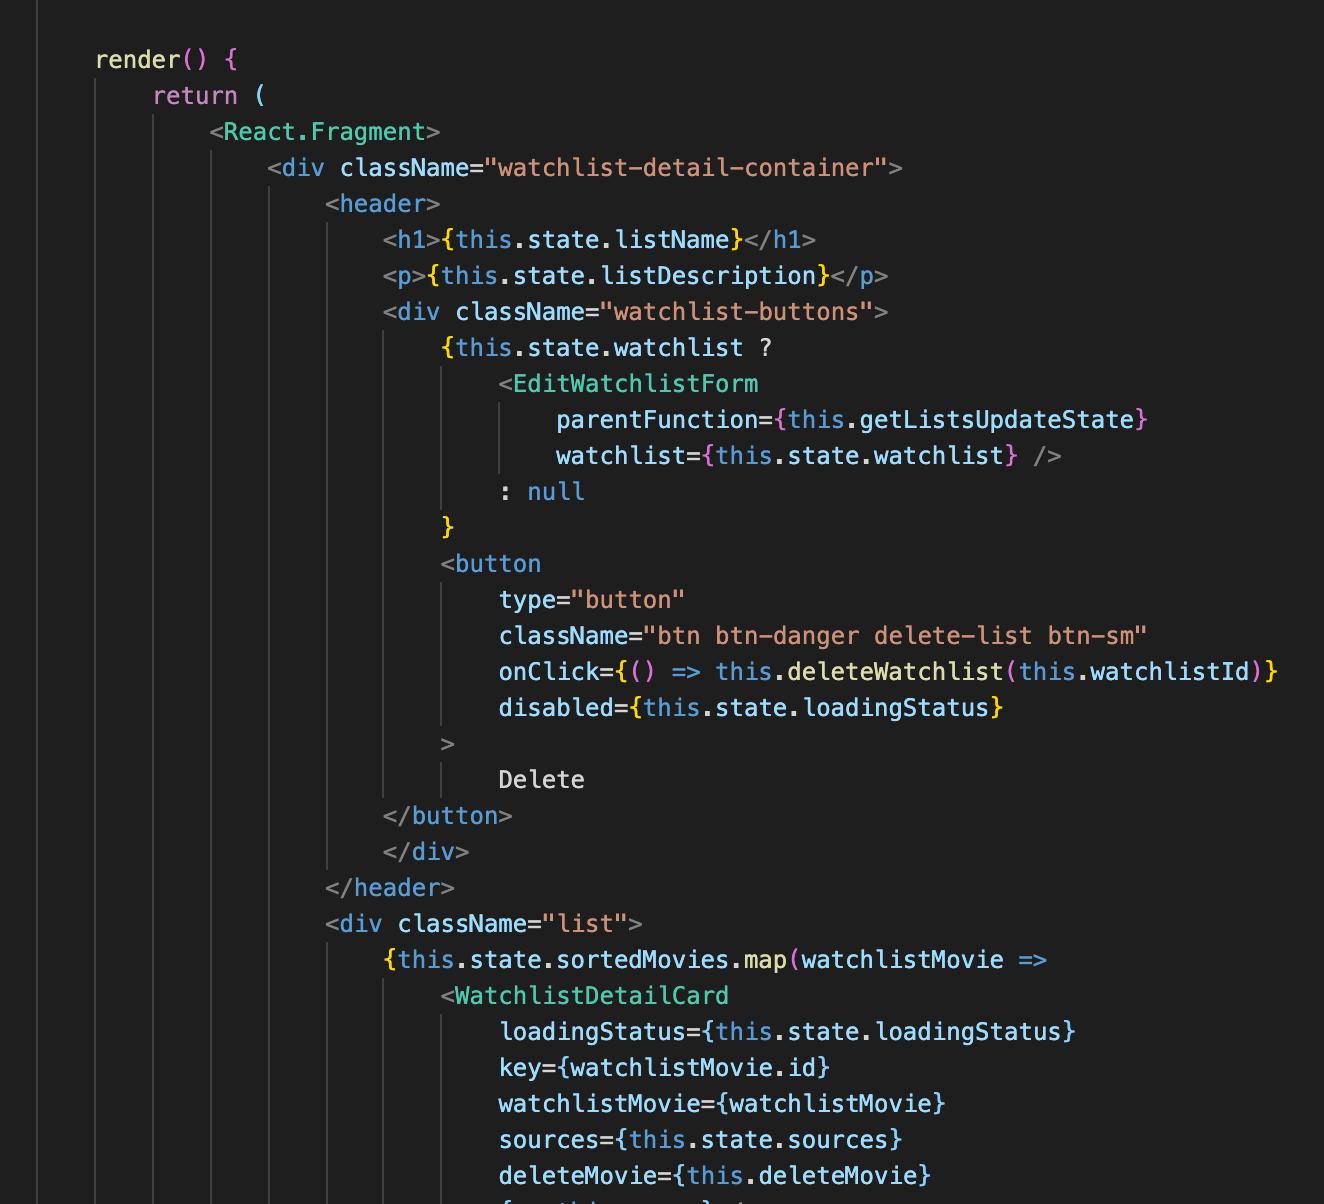 render() {
return (
<React.Fragment>
<div className="watchlist-detail-container">
<header>
<h1>{this.state.listName}</h1>
<p>{this.state.listDescription}</p>
<div className="watchlist-buttons">
{this.state.watchlist ?
<EditWatchlistForm
parentFunction={this.getListsUpdateState}
watchlist={this.state.watchlist} />
: null
}
<button
type="button"
className="btn btn-danger delete-list btn-sm"
onClick={() => this.deleteWatchlist(this.watchlistId)}
disabled={this.state.loadingStatus}
>
Delete
</button>
</div>
</header>
<div className="list">
{this.state.sortedMovies.map(watchlistMovie =>
<WatchlistDetailCard
loadingStatus={this.state.loadingStatus}
key={watchlistMovie.id}
watchlistMovie={watchlistMovie}
sources={this.state.sources}
deleteMovie={this.deleteMovie}